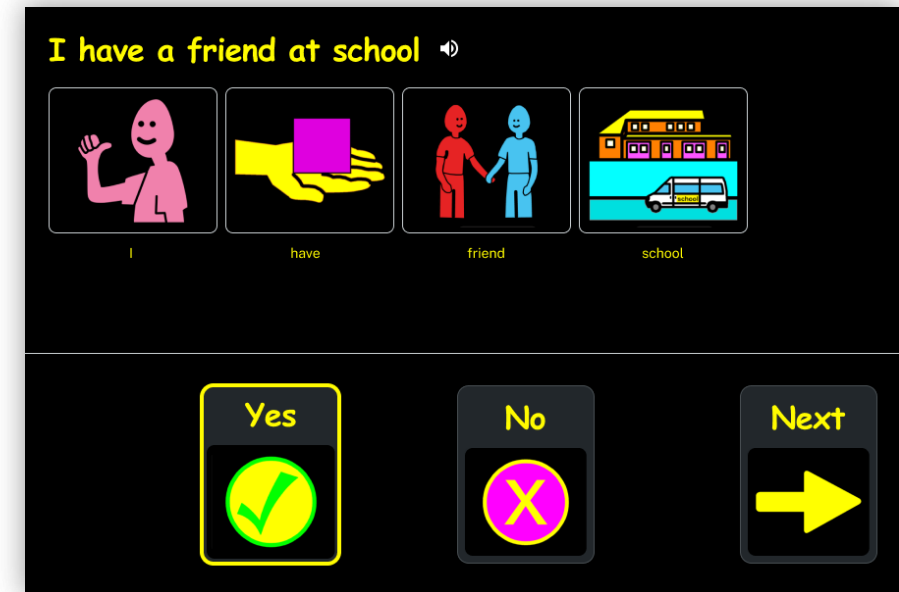 I have a friend at school
I have friend school
school
Yes No Next
X